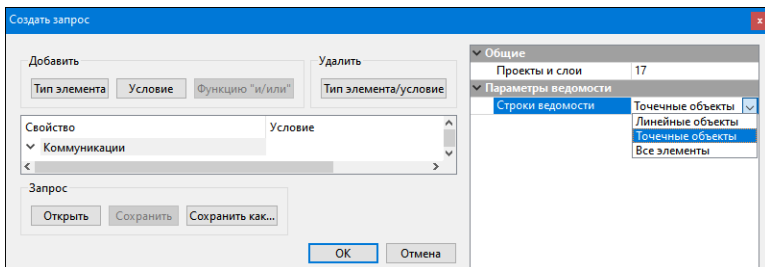 Создать запрос
Добавить
Тип элемента Условие Функцию "и/или"
Удалить
Тип элемента/условие
Свойство Условие
Коммуникации
Запрос
Открыть Сохранить Сохранить как...
ОК Отмена
Общие
Проекты и слои 17
Параметры ведомости
Строки ведомости Точечные объекты
Линейные объекты
Точечные объекты
Все элементы